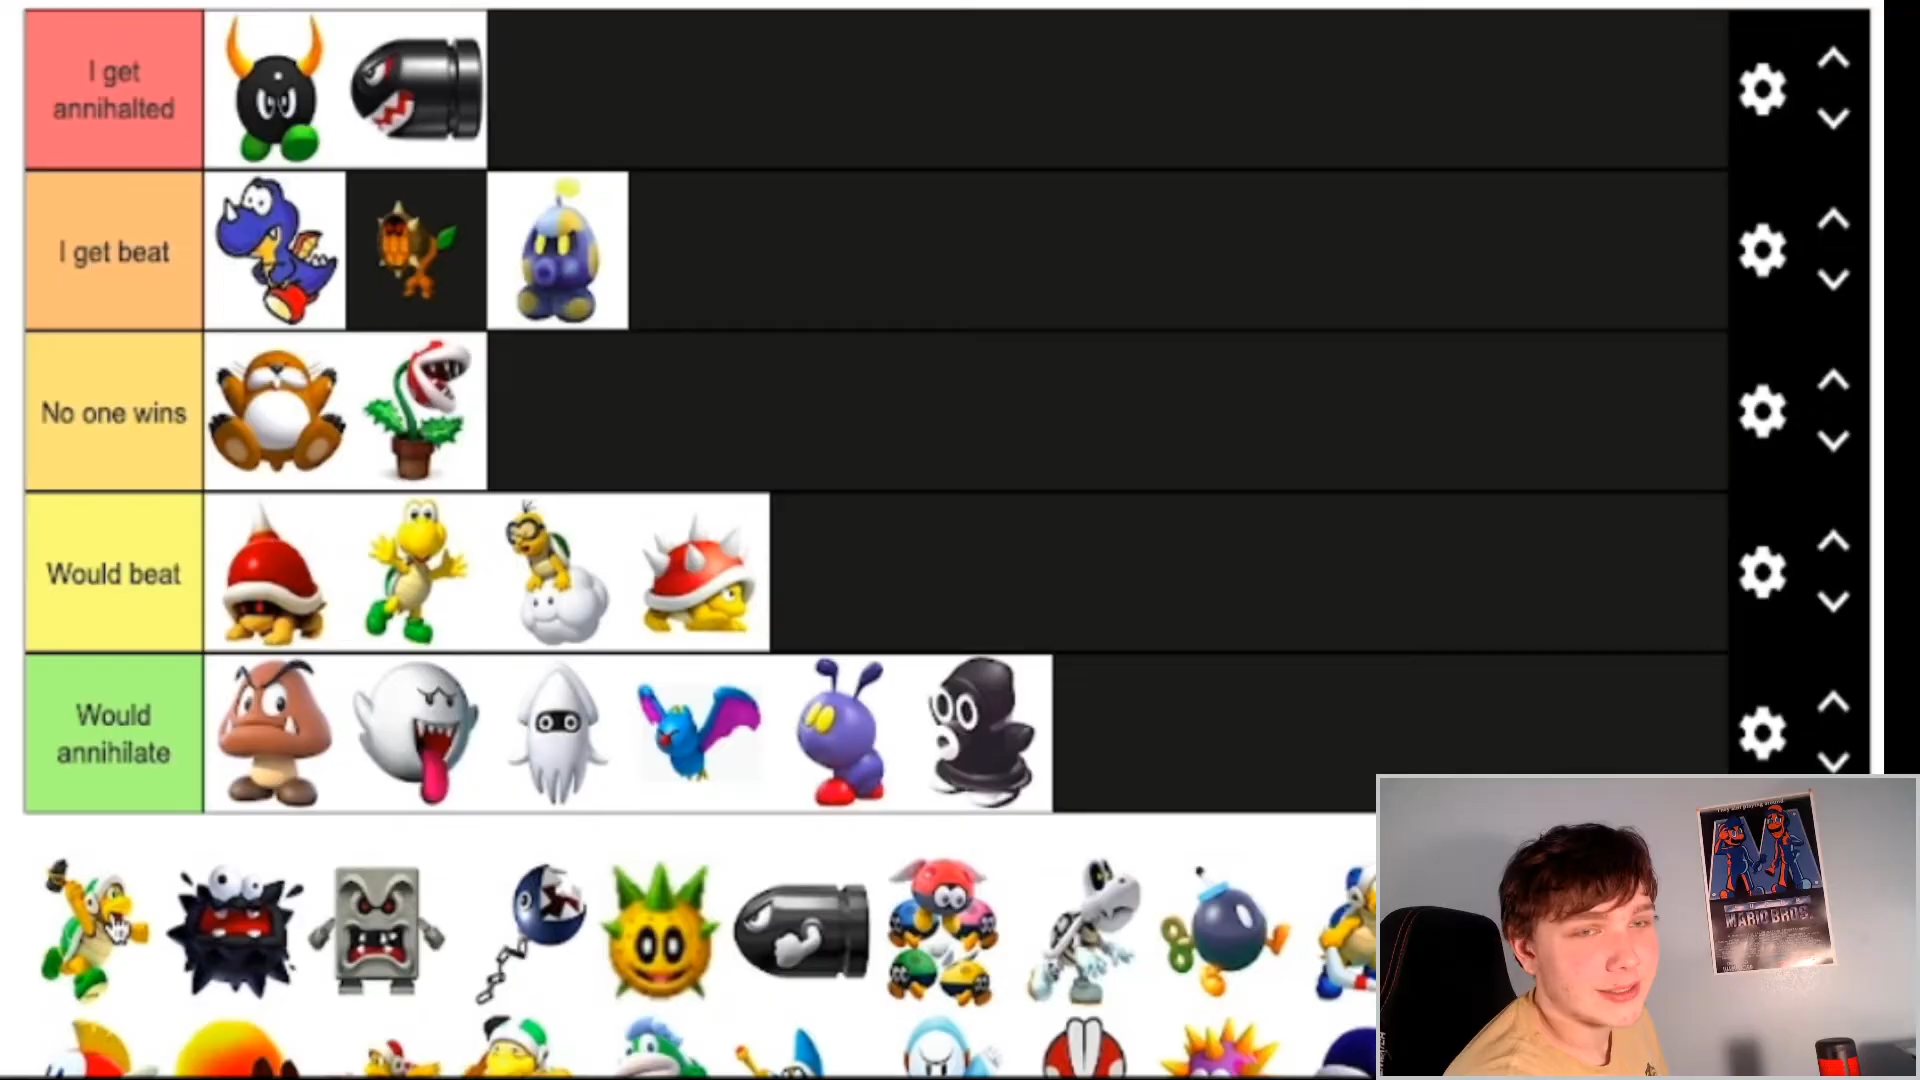 I get
annihalted
I get beat
No one wins
Would beat
Would
annihilate
MARIO BROS.